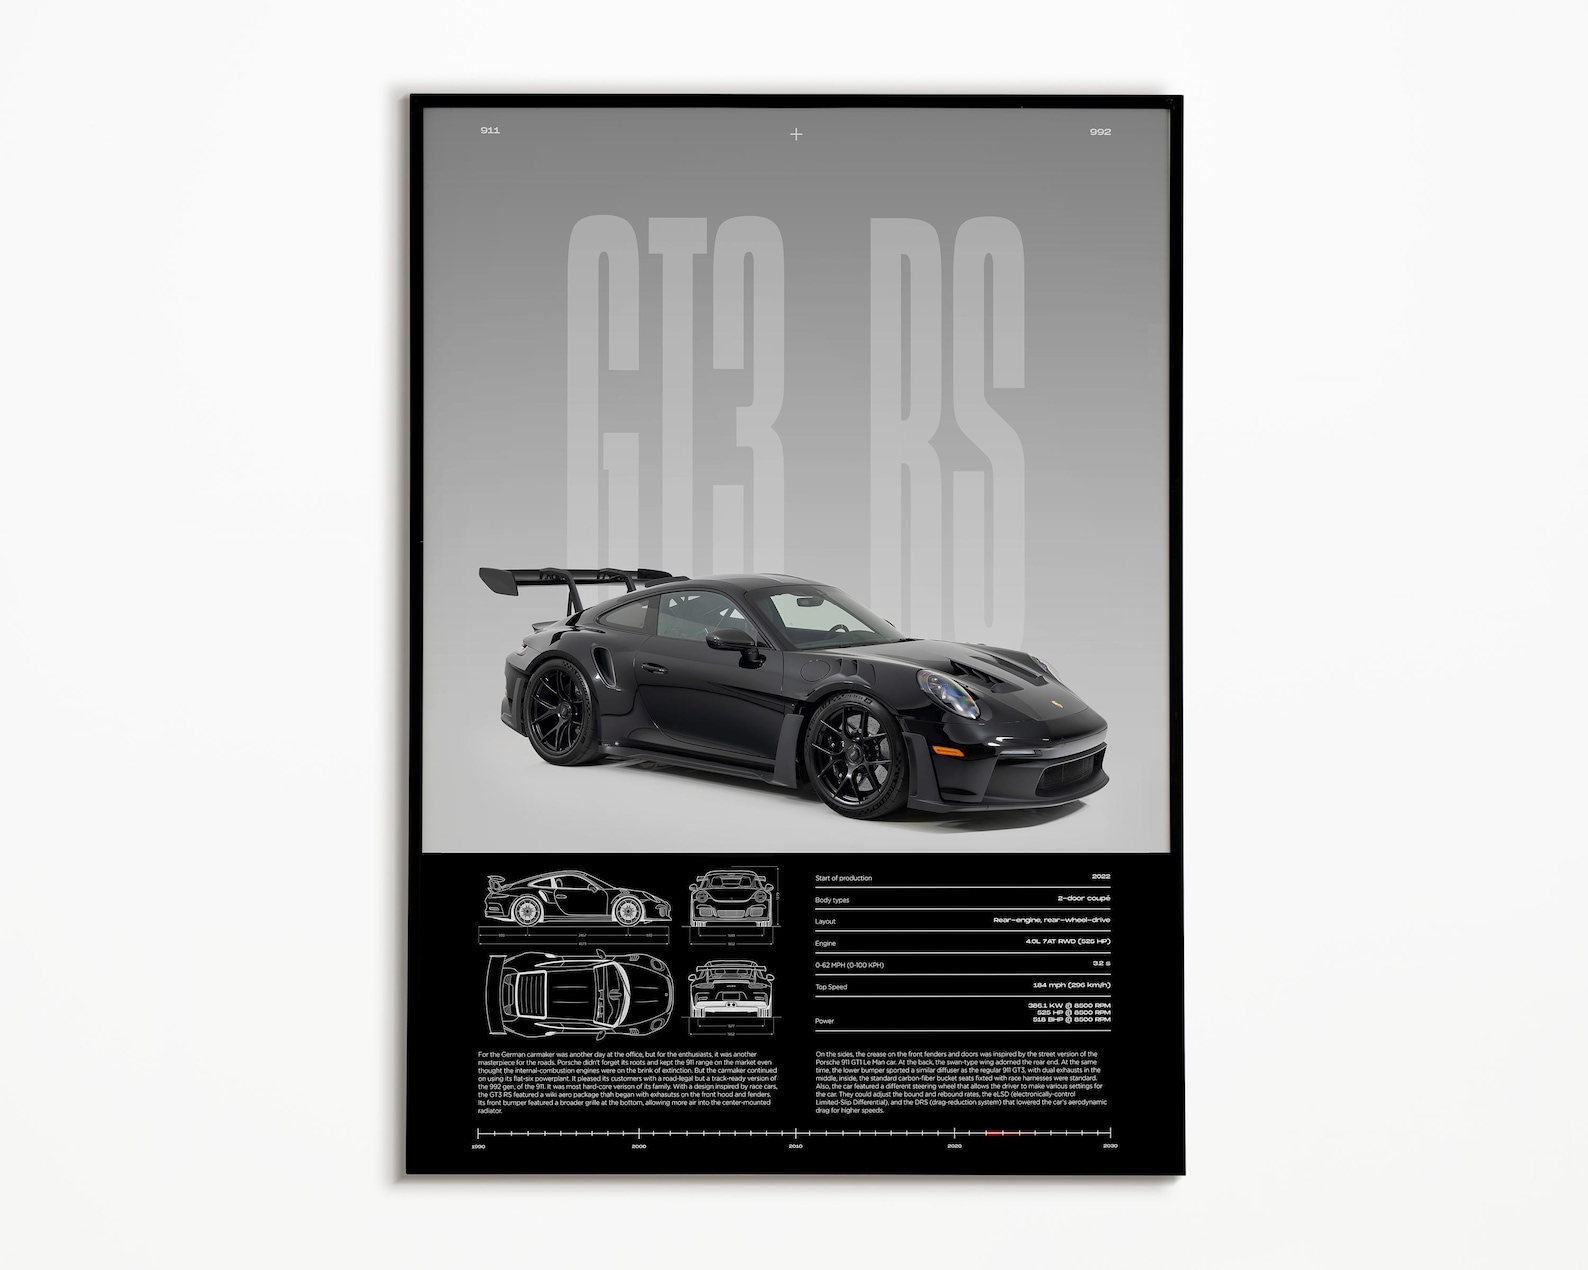 911
992
GT3 RS
Start of production 2022
Body types 2-door coupé
Layout Rear-engine, rear-wheel-drive
Engine 4.0L 7AT RWD (525 HP)
0-62 MPH (0-100 KPH) 3.2 s
Top Speed 184 mph (296 km/h)
386.1 KW @ 8500 RPM
525 HP @ 8500 RPM
Power 518 BHP @ 8500 RPM
For the German carmaker was another day at the office, but for the enthusiasts, it was another
masterpiece for the roads. Porsche didn't forget its roots and kept the 911 range on the market even
thought the internal-combustion engines were on the brink of extinction. But the carmaker continued
on using its flat-six powerplant. It pleased its customers with a road-legal but a track-ready version of
the 992 gen, of the 911. It was most hard-core verison of its family. With a design inspired by race cars,
the GT3 RS featured a wiki aero package than began with exhausstss on the front hood and fenders.
Its front bumper featured a broader grille at the bottom, allowing more air into the center-mounted
radiator.
On the sides, the crease on the front fenders and doors was inspired by the street version of the
Porsche 911 GT1 Le Man car. At the back, the swan-type wing adorned the rear end. At the same
time, the lower bumper sported a similar diffuser as the regular 911 GT3, with dual exhausts in the
middle, inside, the standard carbon-fiber bucket seats fixted with race harnesses were standard.
Also, the car featured a different steering wheel that allows the driver to make various settings for
the car. They could adjust the bound and rebound rates, the eLSD (electronically-control
Limited-Slip Differential), and the DRS (drag-reduction system) that lowered the car's aerodynamic
drag for higher speeds.
1990 2000 2010 2020 2030